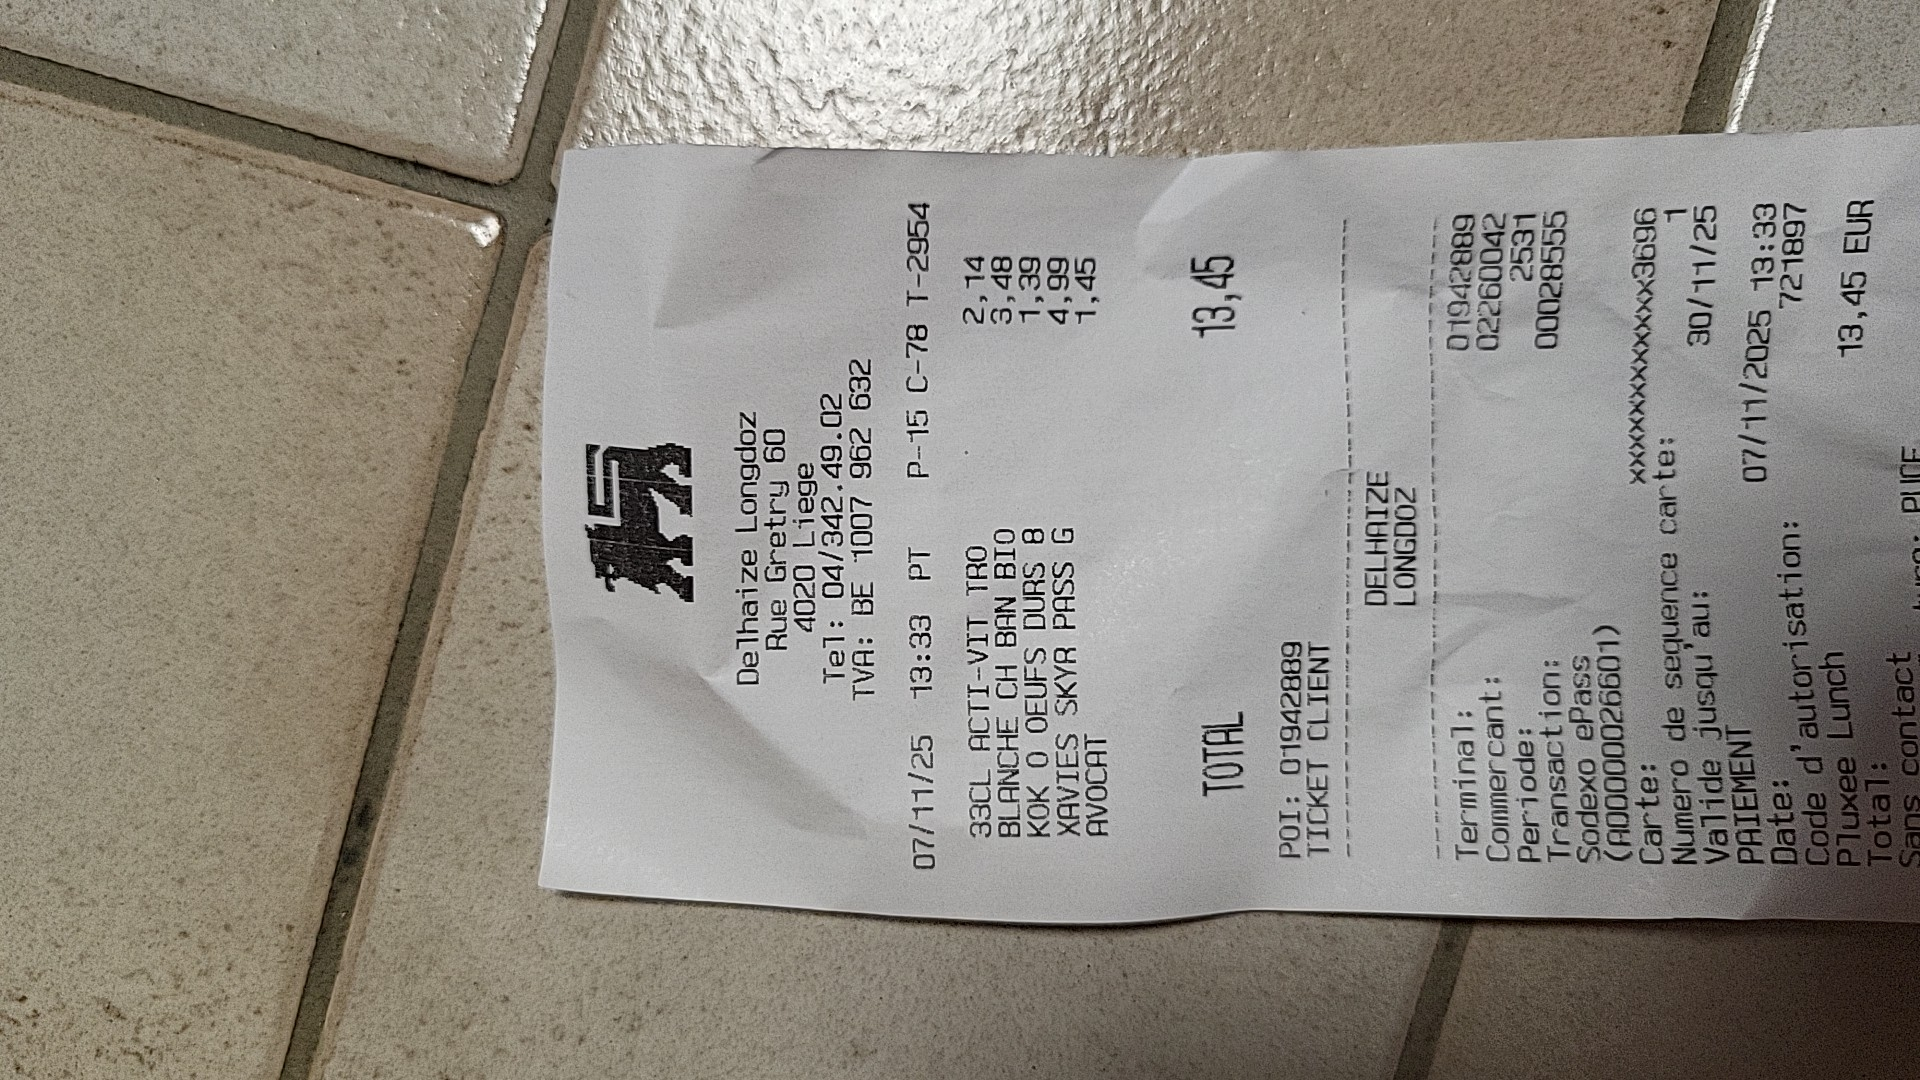 Delhaize Longdoz
Rue Gretry 60
4020 Liege
Tel: 04/342.49.02
TVA: BE 1007 962 632
07/11/25 13:33 PT P-15 C-78 T-2954
33CL ACTI-VIT TRO 2,14
BLANCHE CH BAN BIO 3,48
KOK O OEUFS DURS B 1,39
XAVIES SKYR PASS G 4,99
AVOCAT 1,45
TOTAL 13,45
POI: 01942889
TICKET CLIENT
DELHAIZE
LONGDOZ
Terminal: 01942889
Commercant: 02260042
Periode: 2531
Transaction: 00028555
Sodexo ePass
(A0000026601)
Carte: xxxxxxxxxxxxxxx3696
Numero de sequence carte: 1
Valide jusqu'au: 30/11/25
PAIEMENT
Date: 07/11/2025 13:33
Code d'autorisation: 721897
Pluxee Lunch
Total: 13,45 EUR
Sans contact
PUCE